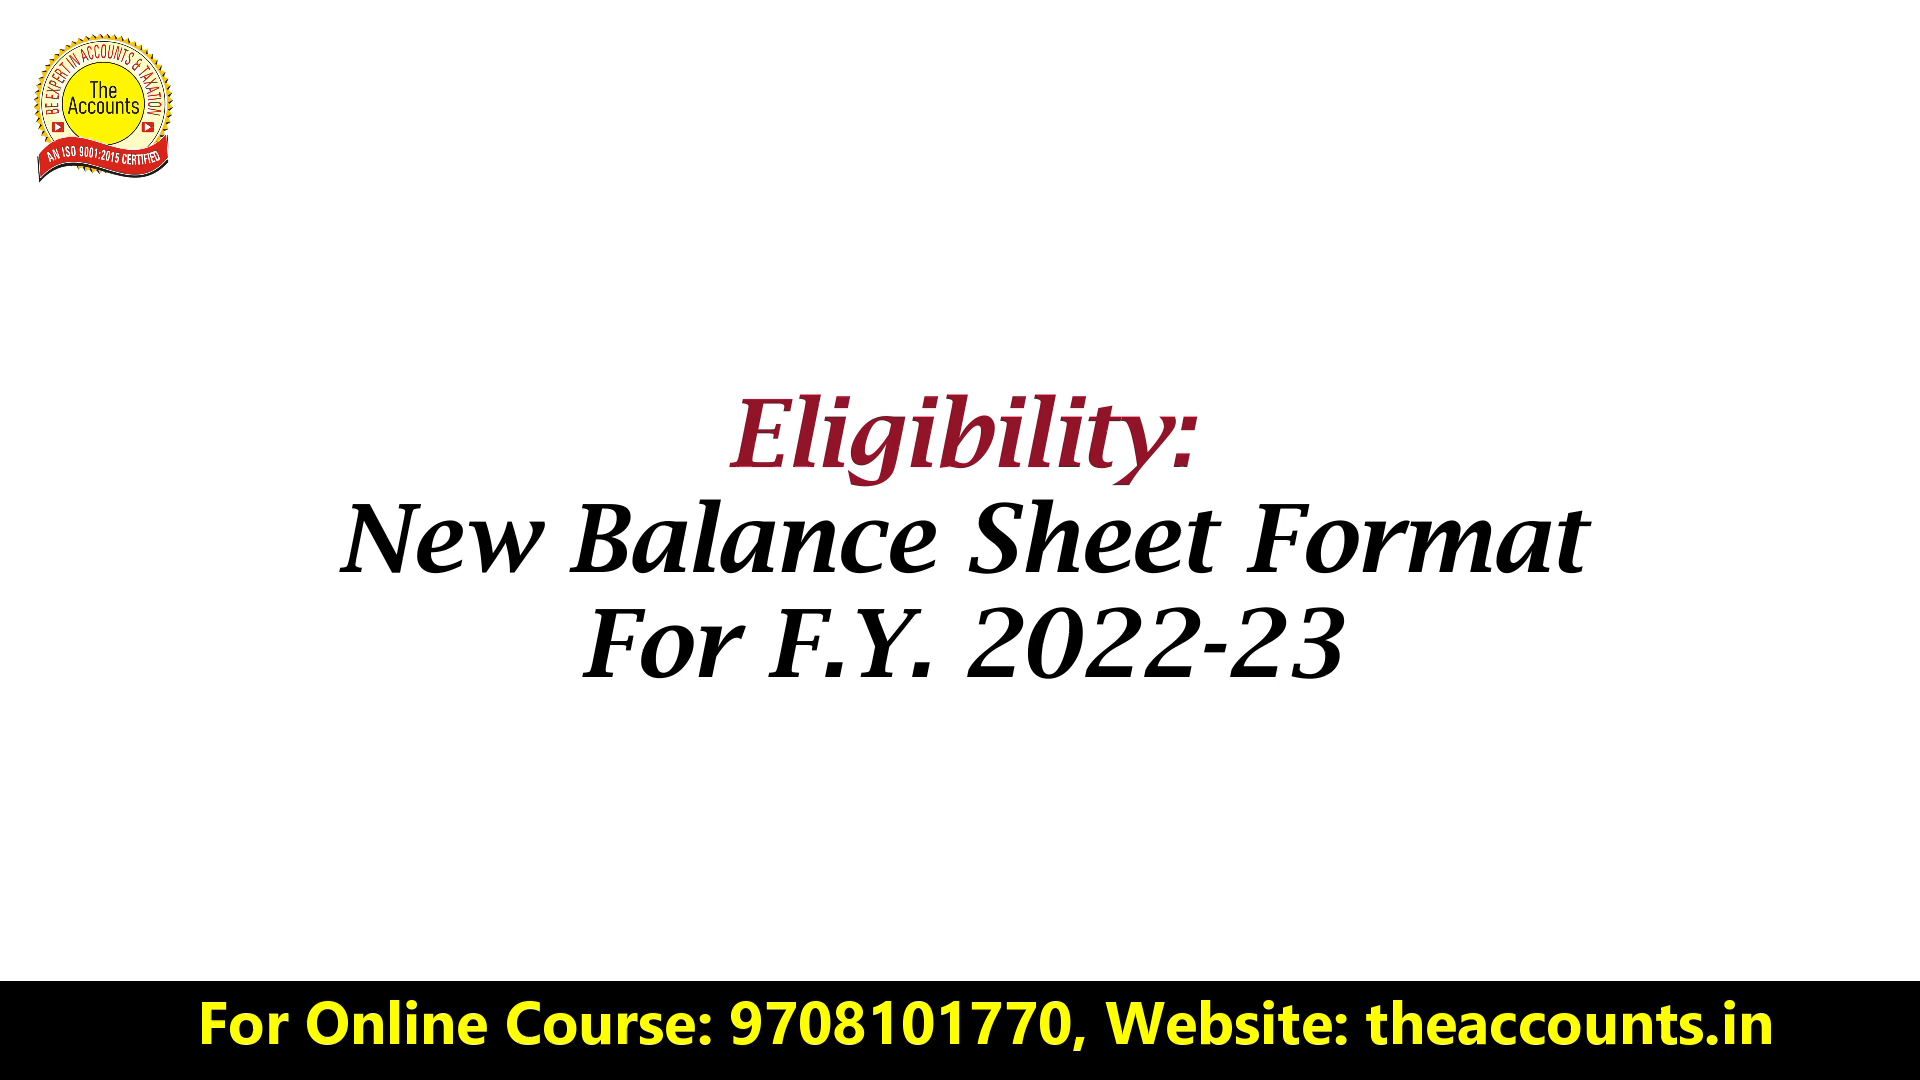 BE EXPERT IN ACCOUNTS & TAXATION
The
Accounts
AN ISO 9001:2015 CERTIFIED
Eligibility:
New Balance Sheet Format
For F.Y. 2022-23
For Online Course: 9708101770, Website: theaccounts.in